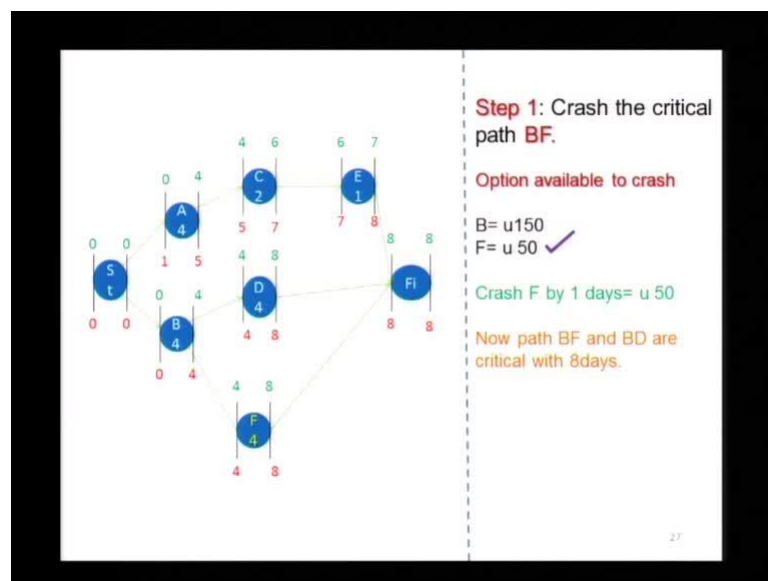 Step 1: Crash the critical
path BF.
Option available to crash
B= u150
F= u 50
Crash F by 1 days= u 50
Now path BF and BD are
critical with 8days.
4 6
C
2
5 7
6 7
E
1
7 8
0 4
A
4
1 5
0 0
S
t
0 0
0 4
B
4
0 4
4 8
D
4
4 8
8 8
Fi
8 8
4 8
F
4
4 8
27